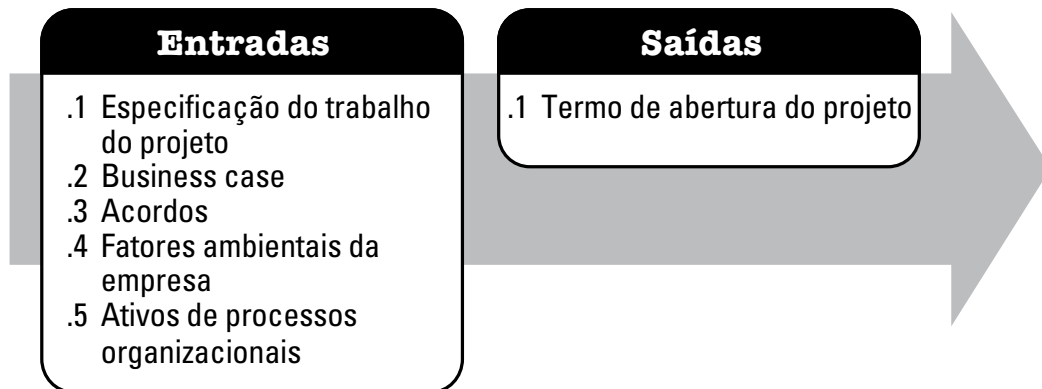 Entradas
.1 Especificação do trabalho
do projeto
.2 Business case
.3 Acordos
.4 Fatores ambientais da
empresa
.5 Ativos de processos
organizacionais
Saídas
.1 Termo de abertura do projeto